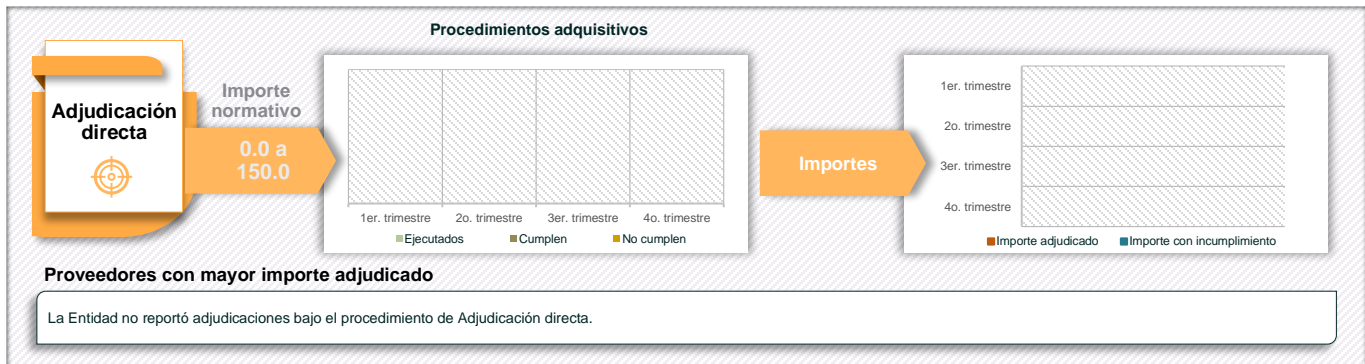 Procedimientos adquisitivos
Adjudicación
directa
Importe
normativo
0.0 a
150.0
1er. trimestre
2o. trimestre
3er. trimestre
4o. trimestre
Ejecutados
Cumplen
No cumplen
Importes
1er. trimestre
2o. trimestre
3er. trimestre
4o. trimestre
Importe adjudicado
Importe con incumplimiento
Proveedores con mayor importe adjudicado
La Entidad no reportó adjudicaciones bajo el procedimiento de Adjudicación directa.